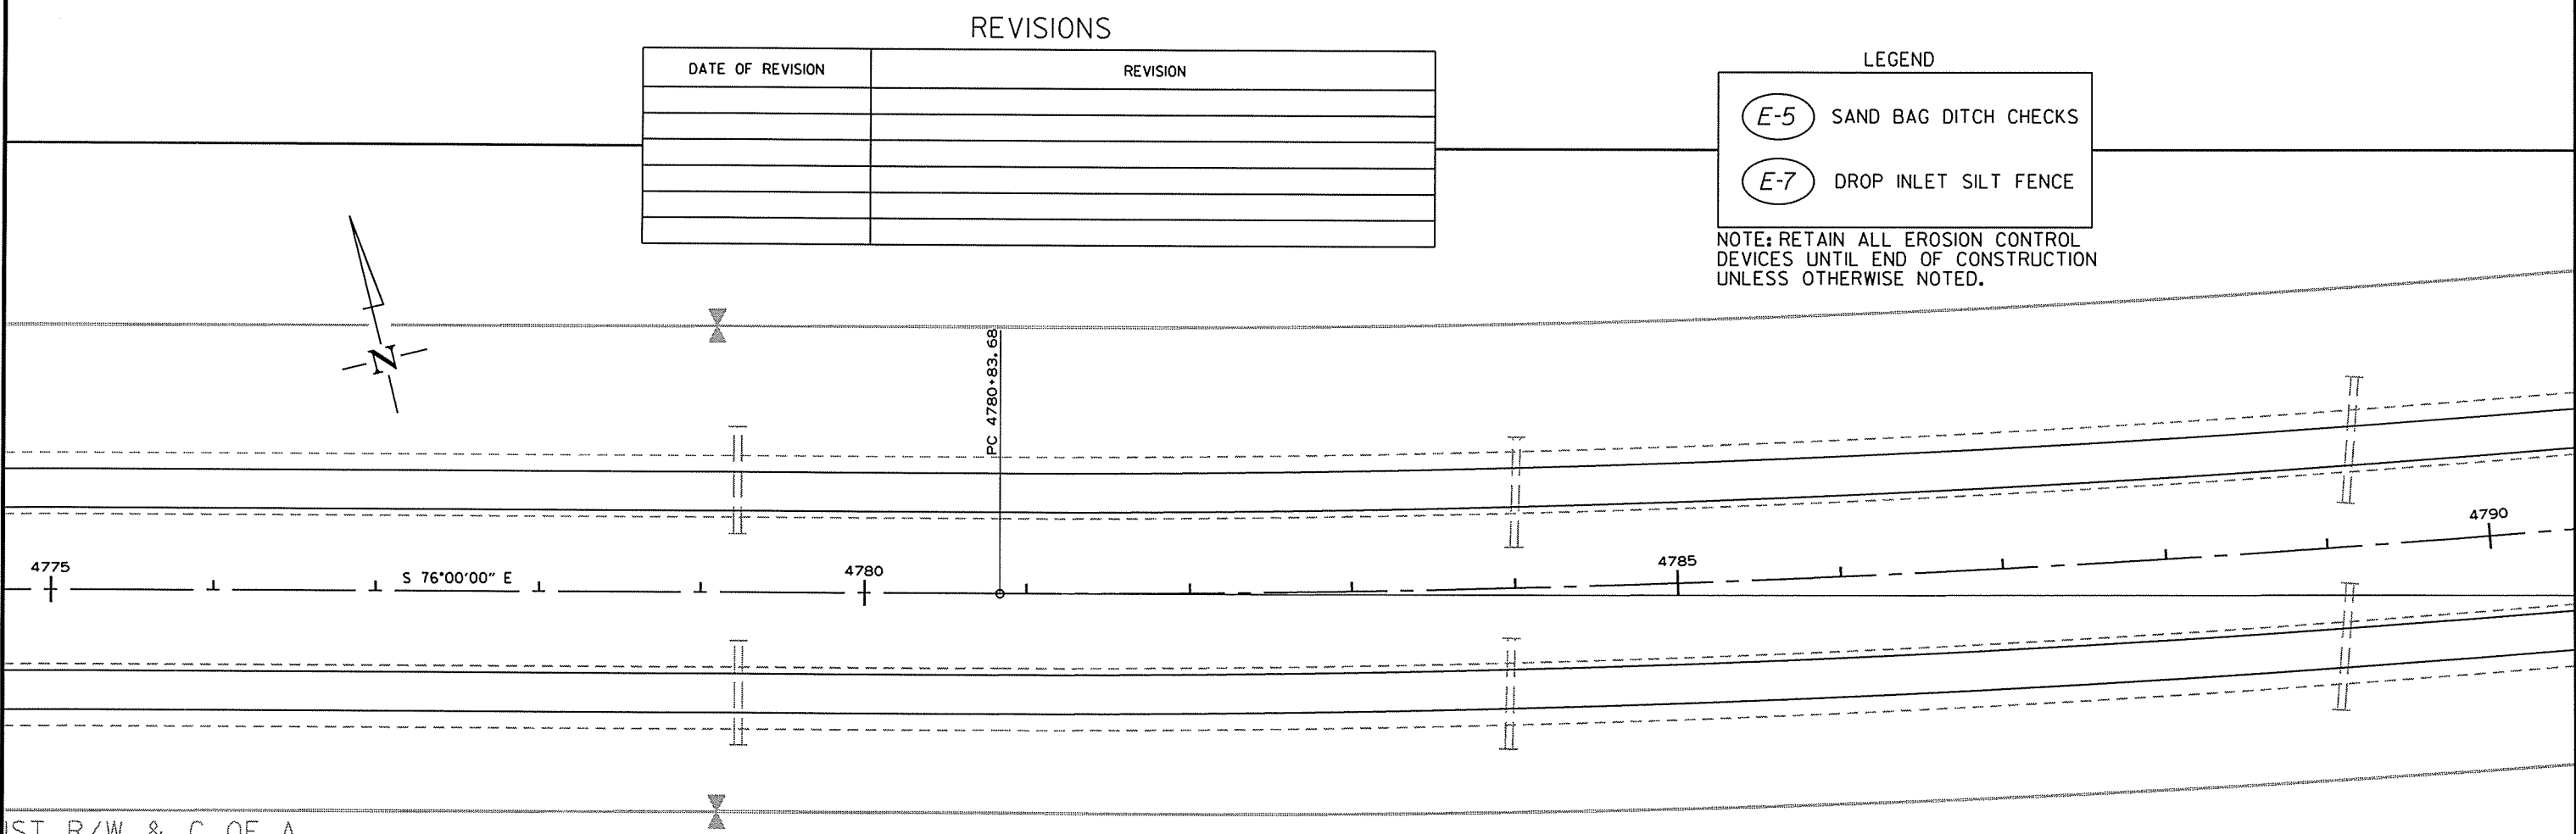 REVISIONS
DATE OF REVISION
REVISION
LEGEND
E-5 SAND BAG DITCH CHECKS
E-7 DROP INLET SILT FENCE
NOTE: RETAIN ALL EROSION CONTROL
DEVICES UNTIL END OF CONSTRUCTION
UNLESS OTHERWISE NOTED.
N
PC 4780+83.68
4775
S 76°00'00" E
4780
4785
4790
R/W & C OF A